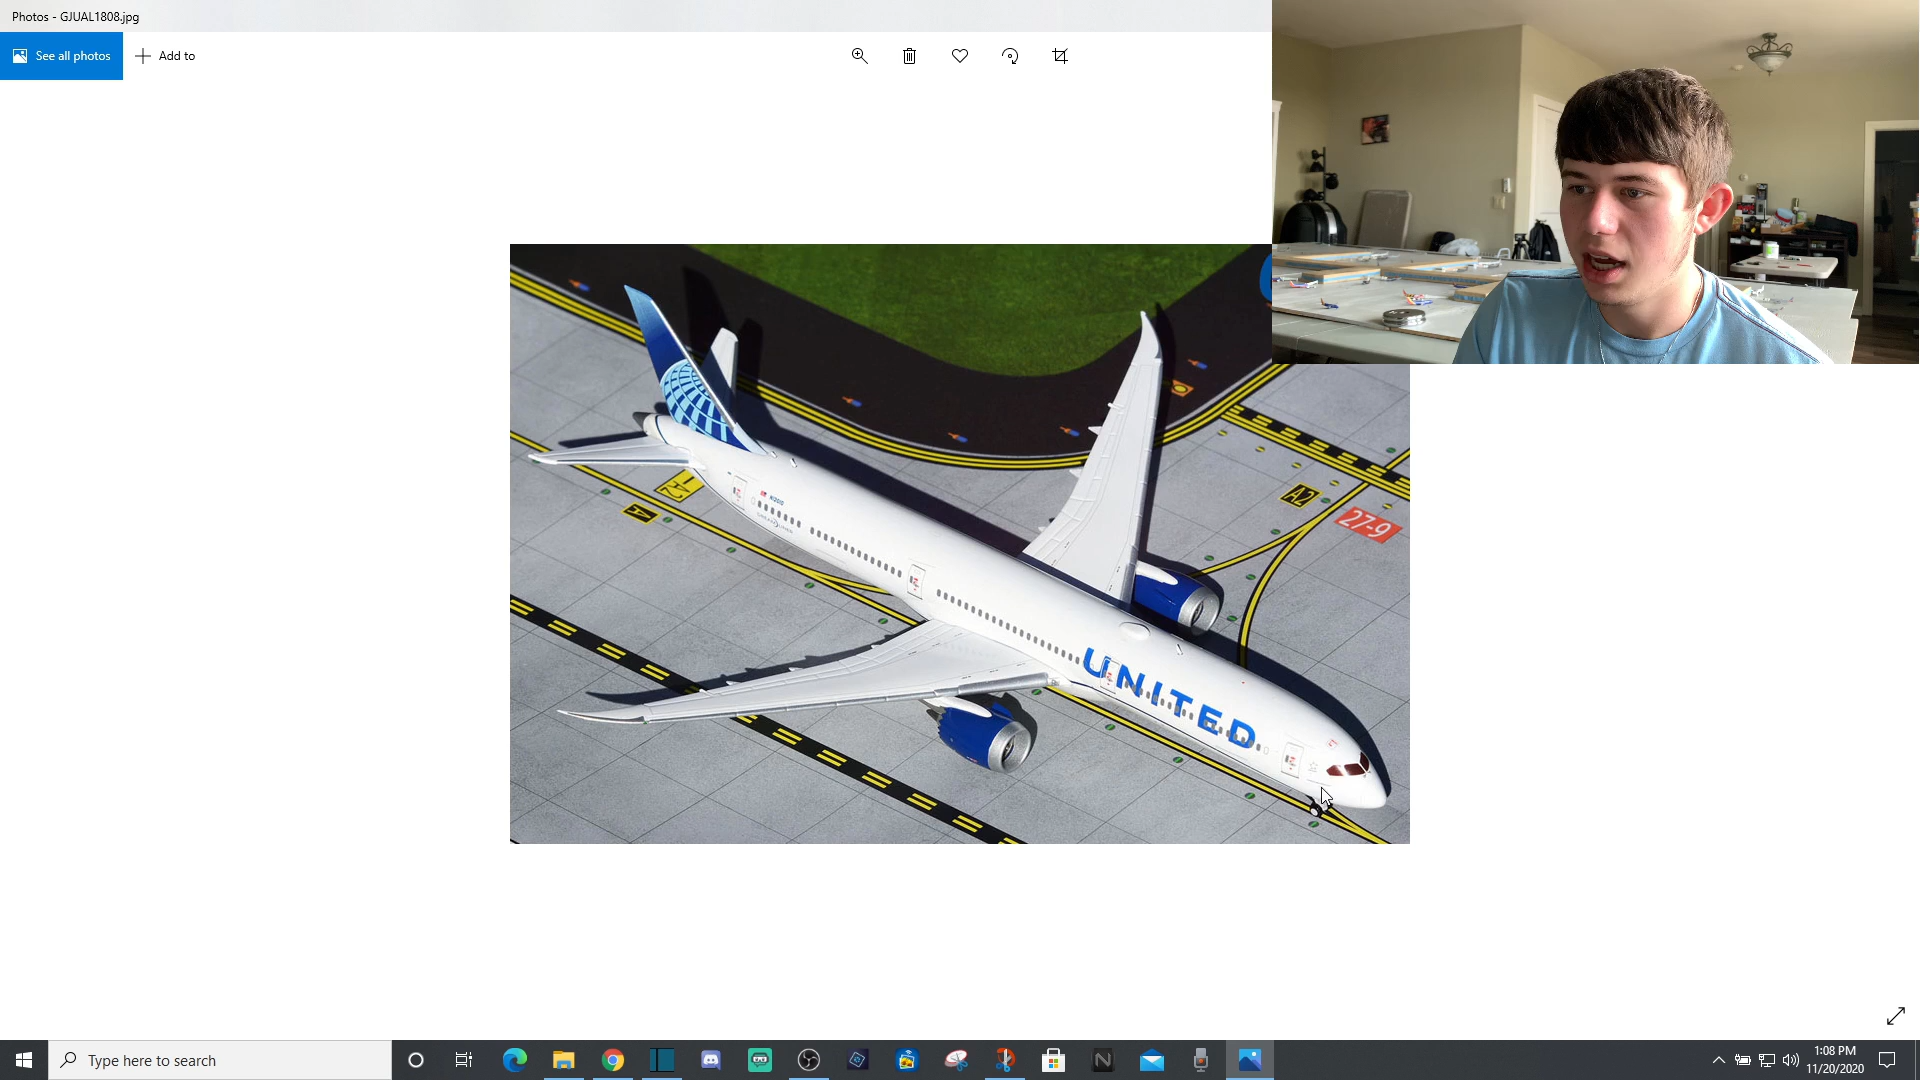 Photos - GJUAL1808.jpg
See all photos
Add to
A2
27-9
A
UNITED
Type here to search
1:08 PM
11/20/2020